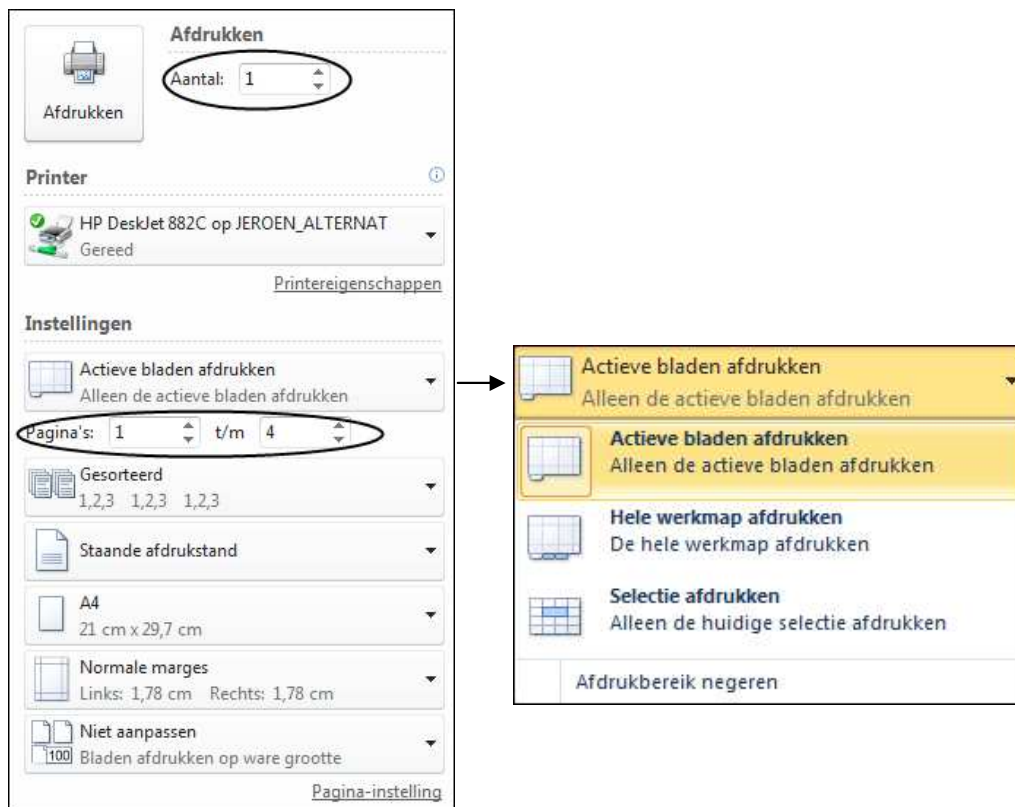 Afdrukken
Afdrukken
Aantal: 1
Printer
HP DeskJet 882C op JEROEN_ALTERNAT
Gereed
Printereigenschappen
Instellingen
Actieve bladen afdrukken
Alleen de actieve bladen afdrukken
Pagina's: 1 t/m 4
Gesorteerd
1,2,3 1,2,3 1,2,3
Staande afdrukstand
A4
21 cm x 29,7 cm
Normale marges
Links: 1,78 cm Rechts: 1,78 cm
Niet aanpassen
100 Bladen afdrukken op ware grootte
Pagina-instelling
Actieve bladen afdrukken
Alleen de actieve bladen afdrukken
Actieve bladen afdrukken
Alleen de actieve bladen afdrukken
Hele werkmap afdrukken
De hele werkmap afdrukken
Selectie afdrukken
Alleen de huidige selectie afdrukken
Afdrukbereik negeren